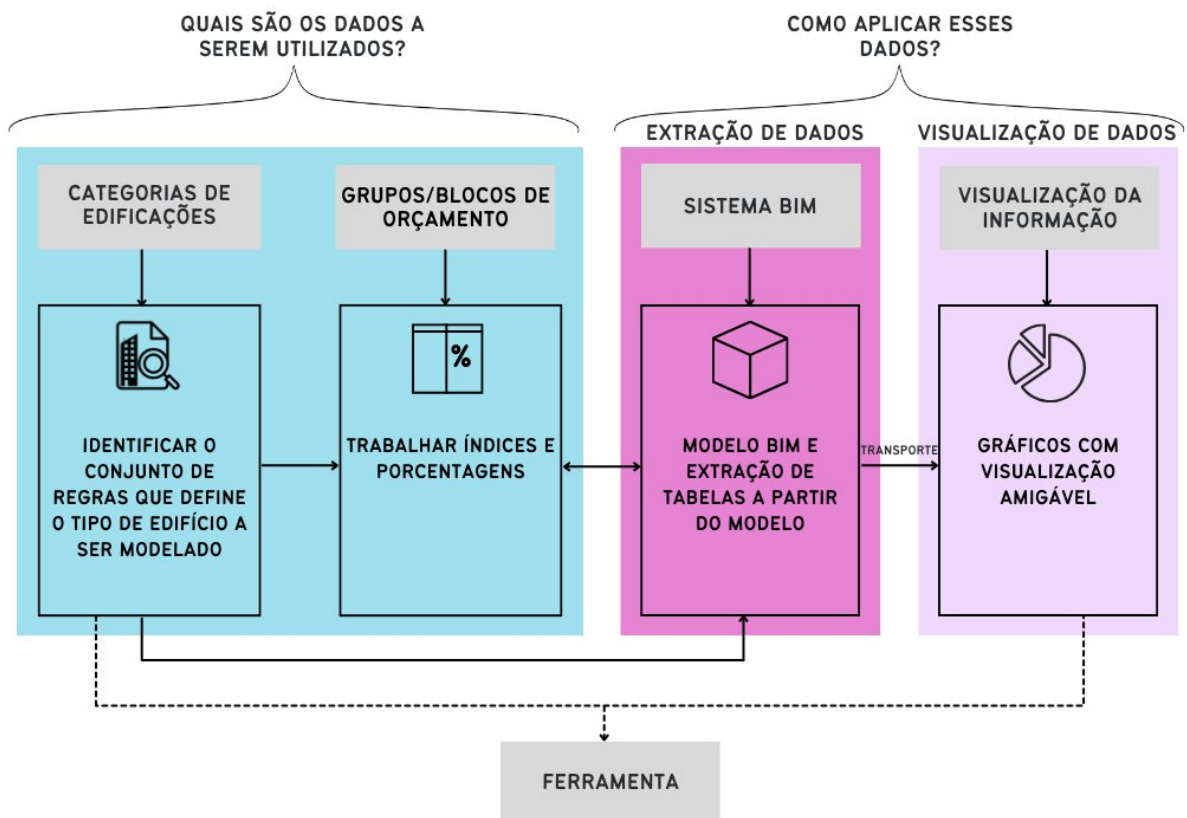 QUAIS SÃO OS DADOS A
SEREM UTILIZADOS?
COMO APLICAR ESSES
DADOS?
EXTRAÇÃO DE DADOS
VISUALIZAÇÃO DE DADOS
CATEGORIAS DE
EDIFICAÇÕES
GRUPOS/BLOCOS DE
ORÇAMENTO
SISTEMA BIM
VISUALIZAÇÃO DA
INFORMAÇÃO
%
IDENTIFICAR O
CONJUNTO DE
REGRAS QUE DEFINE
O TIPO DE EDIFÍCIO A
SER MODELADO
TRABALHAR ÍNDICES E
PORCENTAGENS
MODELO BIM E
EXTRAÇÃO DE
TABELAS A PARTIR
DO MODELO
TRANSPORTE
GRÁFICOS COM
VISUALIZAÇÃO
AMIGÁVEL
FERRAMENTA